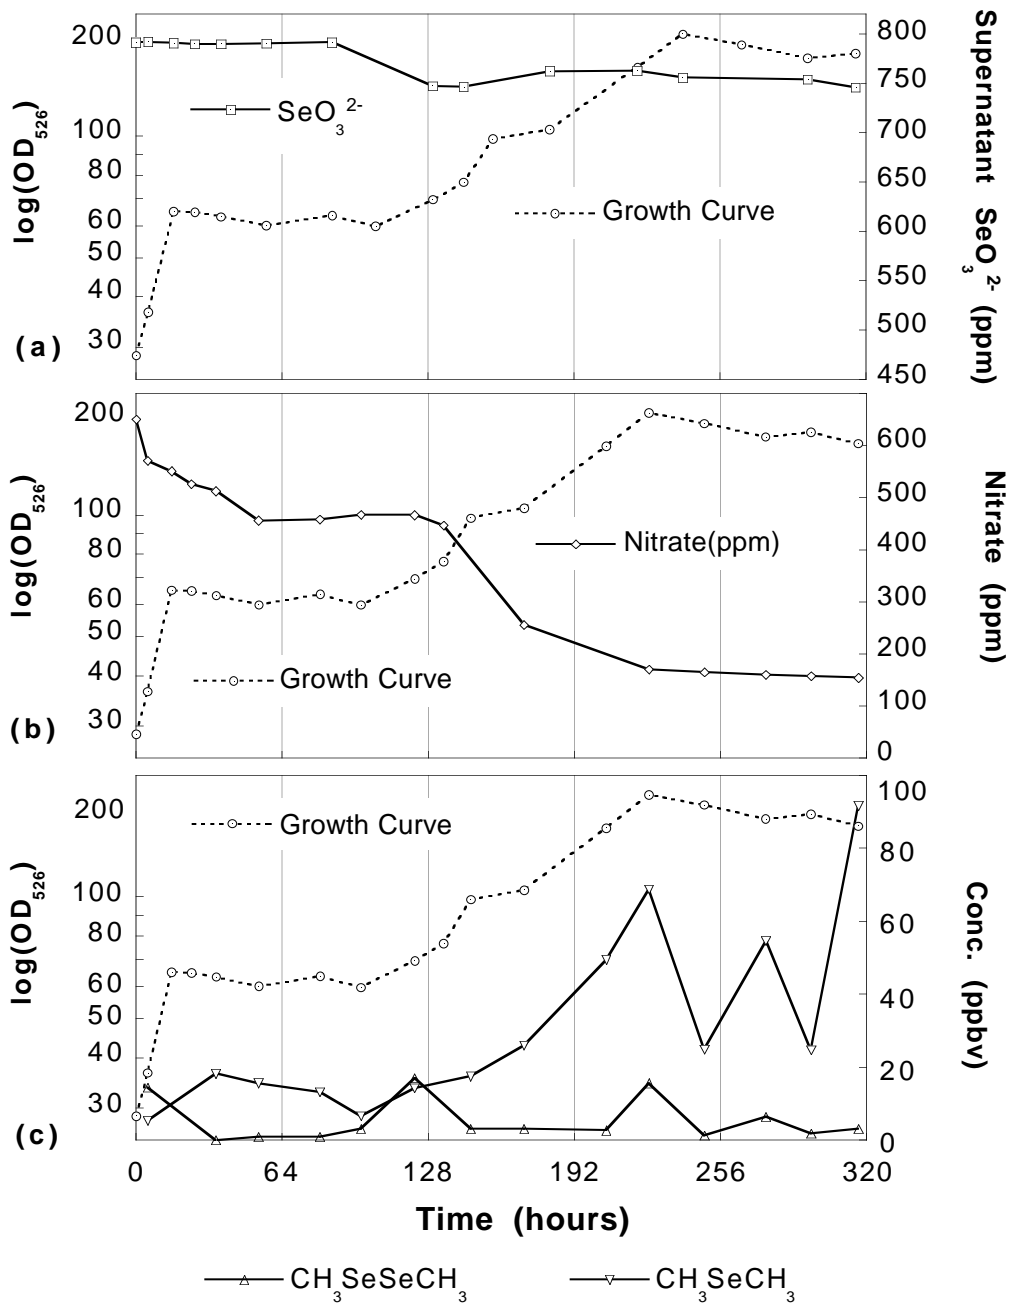 200
100
80
60
50
40
30
log(OD526)
(a)
SeO3 2-
Growth Curve
800
750
700
650
600
550
500
450
Supernatant SeO3 2- (ppm)
200
100
80
60
50
40
30
log(OD526)
(b)
Nitrate(ppm)
Growth Curve
600
500
400
300
200
100
0
Nitrate (ppm)
200
100
80
60
50
40
30
log(OD526)
(c)
Growth Curve
100
80
60
40
20
0
Conc. (ppbv)
0 64 128 192 256 320
Time (hours)
CH3SeSeCH3 CH3SeCH3